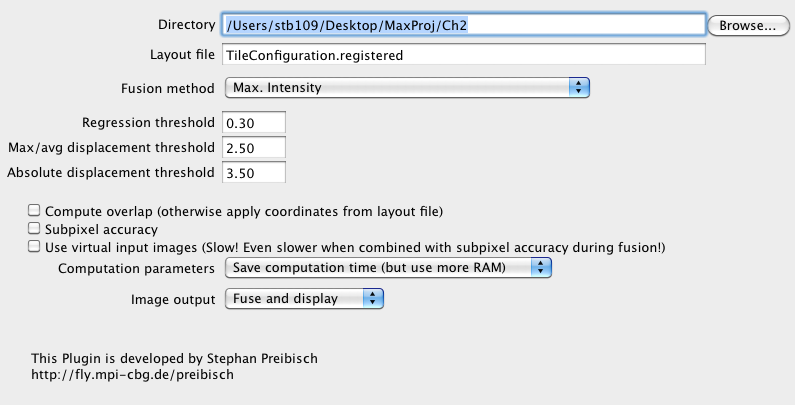 Directory /Users/stb109/Desktop/MaxProj/Ch2 Browse...
Layout file TileConfiguration.registered
Fusion method Max. Intensity
Regression threshold 0.30
Max/avg displacement threshold 2.50
Absolute displacement threshold 3.50
Compute overlap (otherwise apply coordinates from layout file)
Subpixel accuracy
Use virtual input images (Slow! Even slower when combined with subpixel accuracy during fusion!)
Computation parameters Save computation time (but use more RAM)
Image output Fuse and display
This Plugin is developed by Stephan Preibisch
http://fly.mpi-cbg.de/preibisch